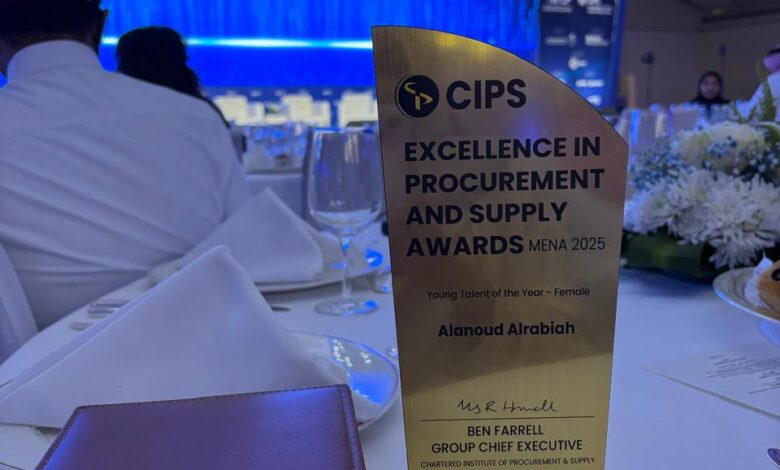 CIPS
EXCELLENCE IN
PROCUREMENT
AND SUPPLY
AWARDS MENA 2025
Young Talent of the Year - Female
Alanoud Alrabiah
BEN FARRELL
GROUP CHIEF EXECUTIVE
CHARTERED INSTITUTE OF PROCUREMENT & SUPPLY